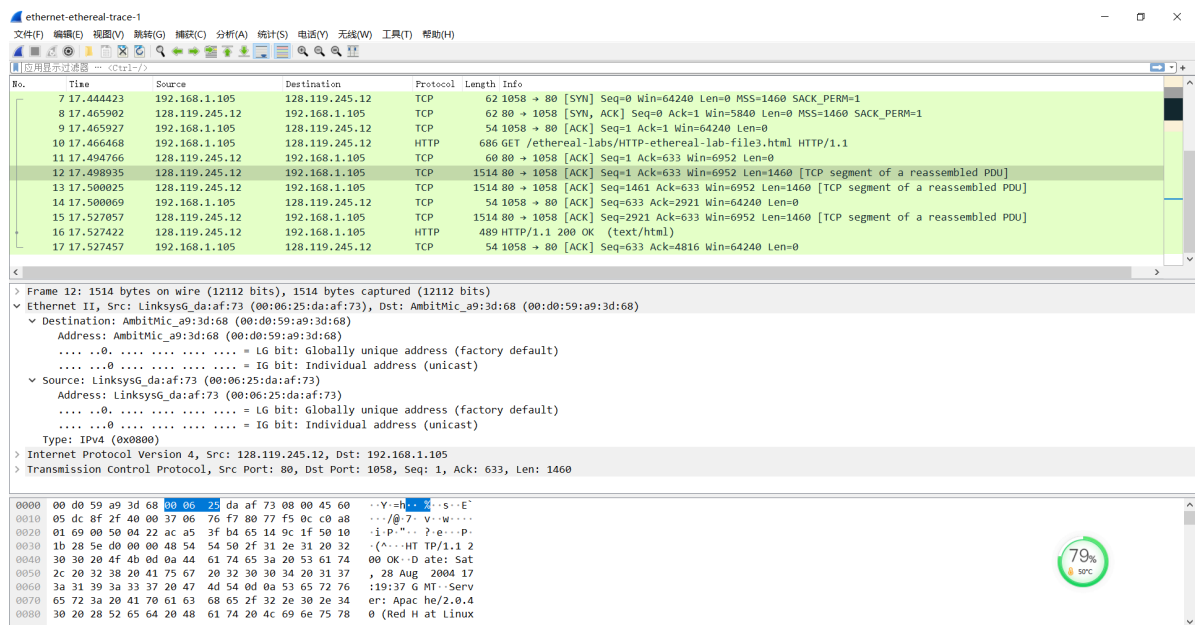 ethernet-ethereal-trace-1
文件(F) 编辑(E) 视图(V) 跳转(G) 捕获(C) 分析(A) 统计(S) 电话(Y) 无线(W) 工具(T) 帮助(H)
应用显示过滤器 … <Ctrl-/>
No. Time Source Destination Protocol Length Info
7 17.444423 192.168.1.105 128.119.245.12 TCP 62 1058 → 80 [SYN] Seq=0 Win=64240 Len=0 MSS=1460 SACK_PERM=1
8 17.465902 128.119.245.12 192.168.1.105 TCP 62 80 → 1058 [SYN, ACK] Seq=0 Ack=1 Win=5840 Len=0 MSS=1460 SACK_PERM=1
9 17.465927 192.168.1.105 128.119.245.12 TCP 54 1058 → 80 [ACK] Seq=1 Ack=1 Win=64240 Len=0
10 17.466468 192.168.1.105 128.119.245.12 HTTP 686 GET /ethereal-labs/HTTP-ethereal-lab-file3.html HTTP/1.1
11 17.494766 128.119.245.12 192.168.1.105 TCP 60 80 → 1058 [ACK] Seq=1 Ack=633 Win=6952 Len=0
12 17.498935 128.119.245.12 192.168.1.105 TCP 1514 80 → 1058 [ACK] Seq=1 Ack=633 Win=6952 Len=1460 [TCP segment of a reassembled PDU]
13 17.500025 128.119.245.12 192.168.1.105 TCP 1514 80 → 1058 [ACK] Seq=1461 Ack=633 Win=6952 Len=1460 [TCP segment of a reassembled PDU]
14 17.500069 192.168.1.105 128.119.245.12 TCP 54 1058 → 80 [ACK] Seq=633 Ack=2921 Win=64240 Len=0
15 17.527057 128.119.245.12 192.168.1.105 TCP 1514 80 → 1058 [ACK] Seq=2921 Ack=633 Win=6952 Len=1460 [TCP segment of a reassembled PDU]
16 17.527422 128.119.245.12 192.168.1.105 HTTP 489 HTTP/1.1 200 OK (text/html)
17 17.527457 192.168.1.105 128.119.245.12 TCP 54 1058 → 80 [ACK] Seq=633 Ack=4816 Win=64240 Len=0
Frame 12: 1514 bytes on wire (12112 bits), 1514 bytes captured (12112 bits)
Ethernet II, Src: LinksysG_da:af:73 (00:06:25:da:af:73), Dst: AmbitMic_a9:3d:68 (00:d0:59:a9:3d:68)
Destination: AmbitMic_a9:3d:68 (00:d0:59:a9:3d:68)
Address: AmbitMic_a9:3d:68 (00:d0:59:a9:3d:68)
.... ..0. .... .... .... .... = LG bit: Globally unique address (factory default)
.... ...0 .... .... .... .... = IG bit: Individual address (unicast)
Source: LinksysG_da:af:73 (00:06:25:da:af:73)
Address: LinksysG_da:af:73 (00:06:25:da:af:73)
.... ..0. .... .... .... .... = LG bit: Globally unique address (factory default)
.... ...0 .... .... .... .... = IG bit: Individual address (unicast)
Type: IPv4 (0x0800)
Internet Protocol Version 4, Src: 128.119.245.12, Dst: 192.168.1.105
Transmission Control Protocol, Src Port: 80, Dst Port: 1058, Seq: 1, Ack: 633, Len: 1460
0000 00 d0 59 a9 3d 68 00 06 25 da af 73 08 00 45 60 ··Y·=h·· %··s··E`
0010 05 dc 8f 2f 40 00 37 06 76 f7 80 77 f5 0c c0 a8 ···/@·7· v··w····
0020 01 69 00 50 04 22 ac a5 3f b4 65 14 9c 1f 50 10 ·i·P·"·· ?·e···P·
0030 1b 28 5e d0 00 00 48 54 54 50 2f 31 2e 31 20 32 ·(^···HT TP/1.1 2
0040 30 30 20 4f 4b 0d 0a 44 61 74 65 3a 20 53 61 74 00 OK··D ate: Sat
0050 2c 20 32 38 20 41 75 67 20 32 30 30 34 20 31 37 , 28 Aug 2004 17
0060 3a 31 39 3a 33 37 20 47 4d 54 0d 0a 53 65 72 76 :19:37 G MT··Serv
0070 65 72 3a 20 41 70 61 63 68 65 2f 32 2e 30 2e 34 er: Apac he/2.0.4
0080 30 20 28 52 65 64 20 48 61 74 20 4c 69 6e 75 78 0 (Red H at Linux
79%
50°C